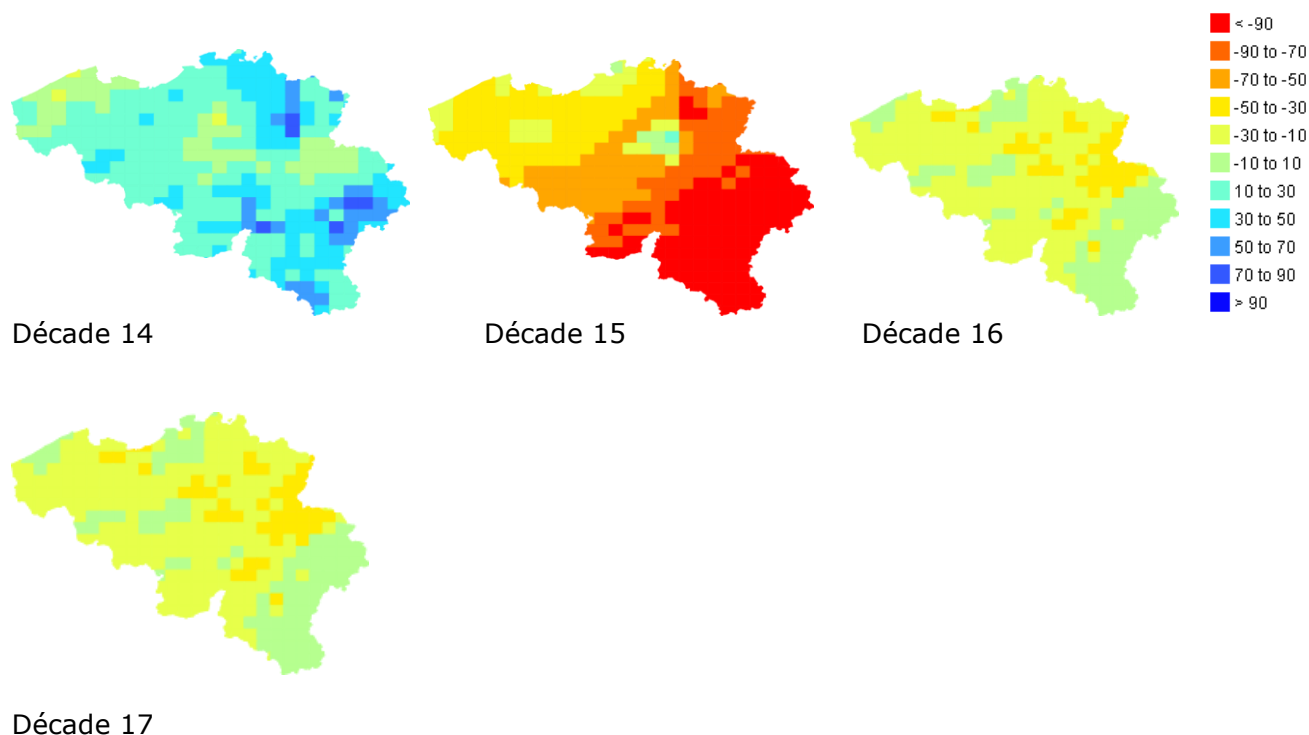 < -90
-90 to -70
-70 to -50
-50 to -30
-30 to -10
-10 to 10
10 to 30
30 to 50
50 to 70
70 to 90
> 90
Décade 14
Décade 15
Décade 16
Décade 17